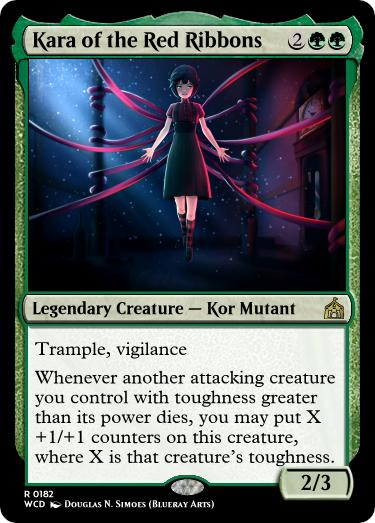 Kara of the Red Ribbons 2
Legendary Creature — Kor Mutant
Trample, vigilance
Whenever another attacking creature
you control with toughness greater
than its power dies, you may put X
+1/+1 counters on this creature,
where X is that creature's toughness.
2/3
R 0182
WCD Douglas N. Simoes (Blueray Arts)